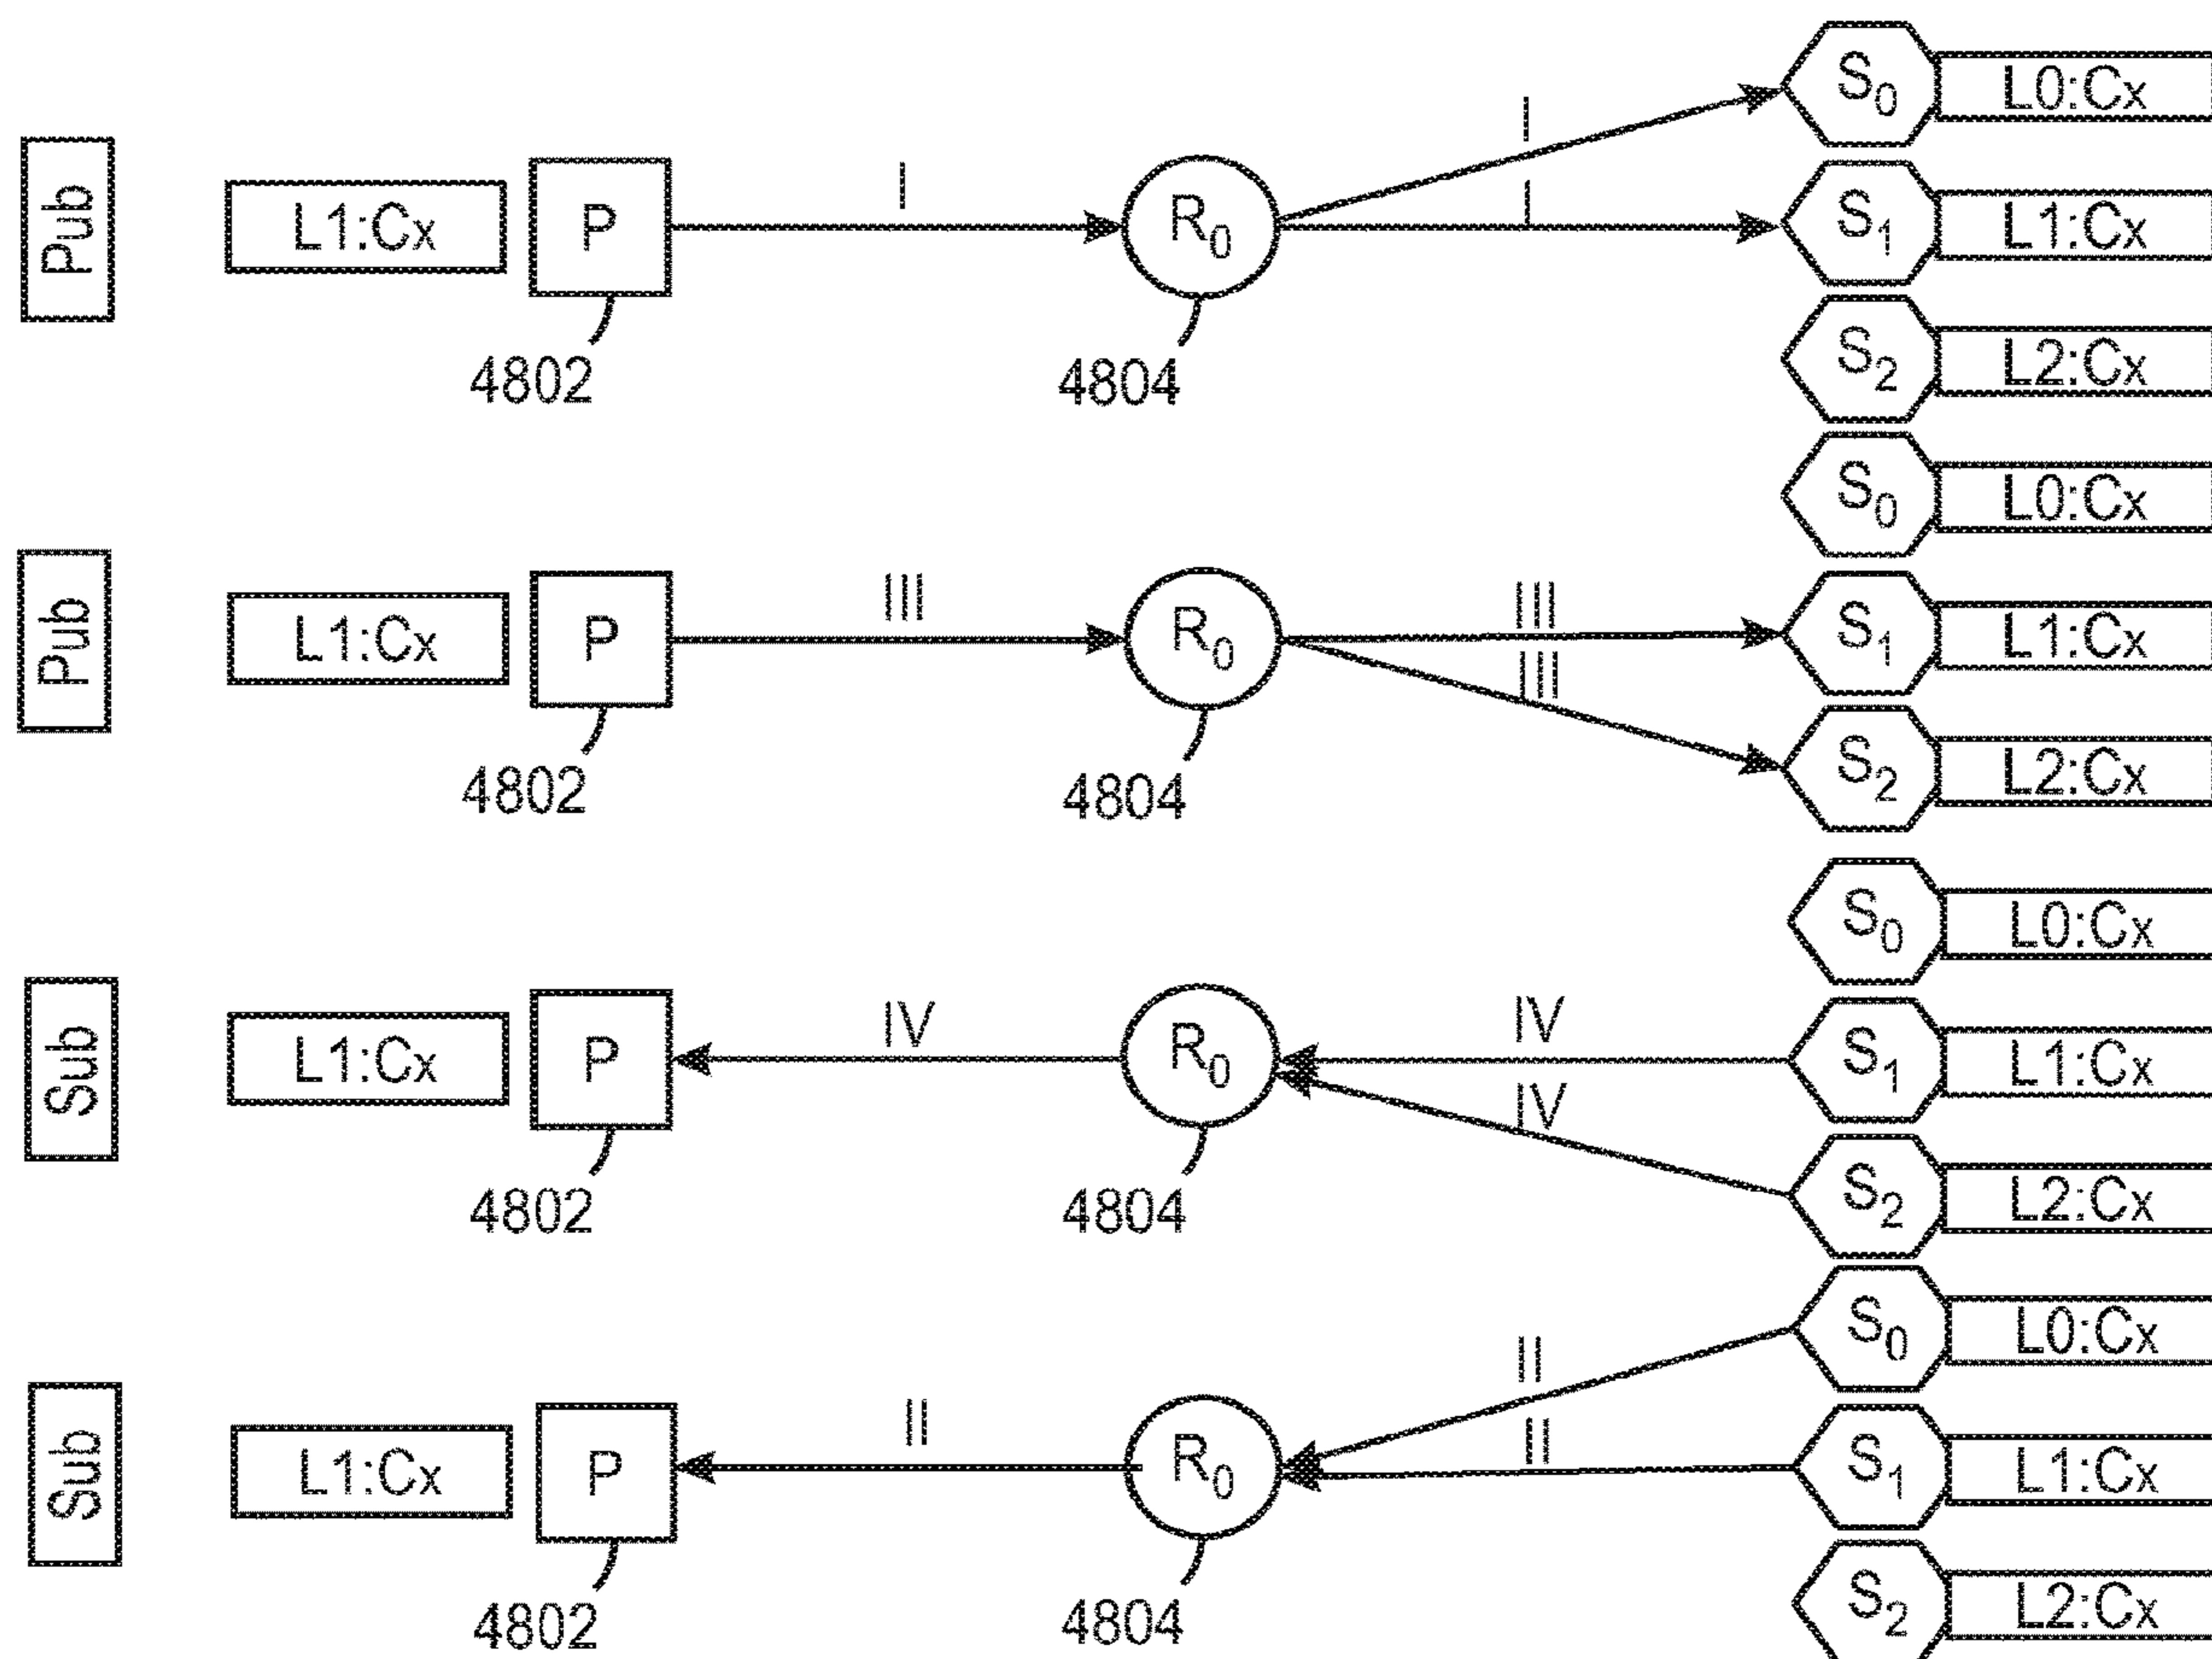 Pub
L1:Cx
P
I
R0
I
I
S0
L0:Cx
S1
L1:Cx
S2
L2:Cx
4802
4804
Pub
L1:Cx
P
III
R0
III
III
S0
L0:Cx
S1
L1:Cx
S2
L2:Cx
4802
4804
Sub
L1:Cx
P
IV
R0
IV
IV
S0
L0:Cx
S1
L1:Cx
S2
L2:Cx
4802
4804
Sub
L1:Cx
P
II
R0
II
II
S0
L0:Cx
S1
L1:Cx
S2
L2:Cx
4802
4804